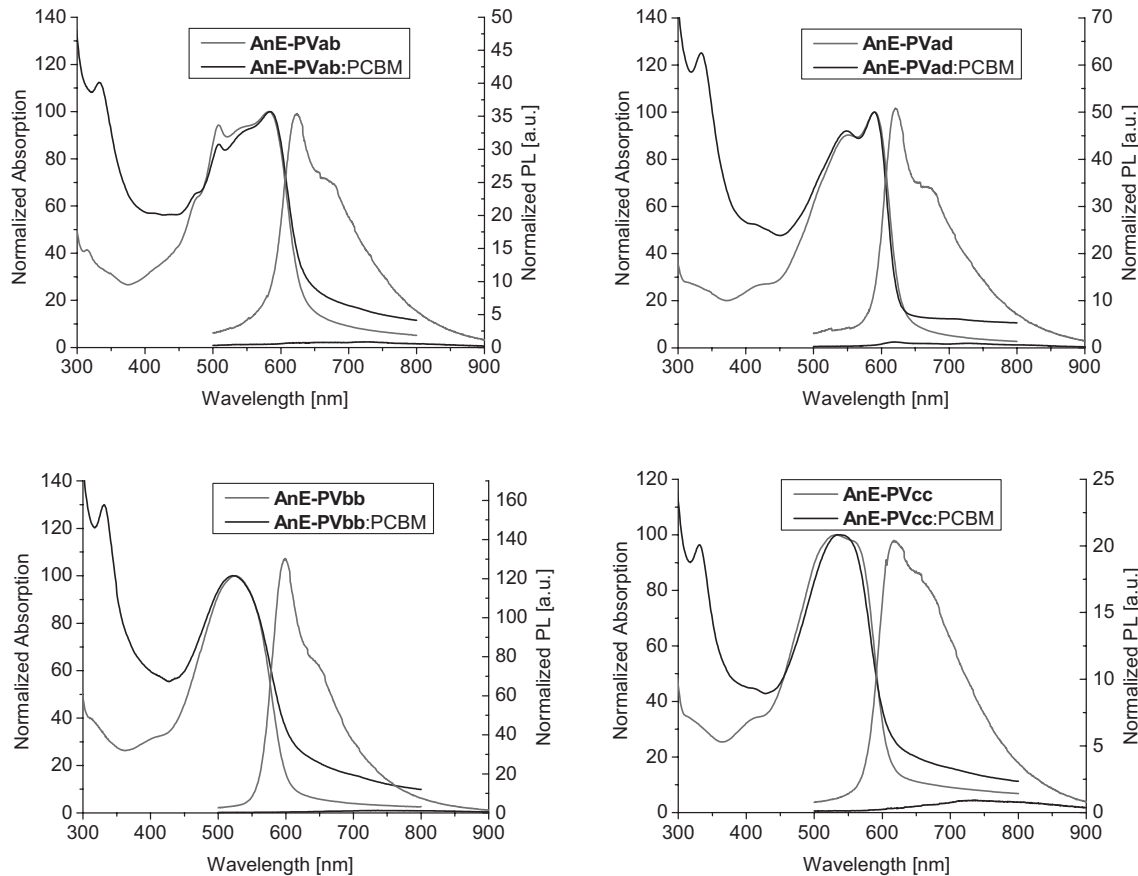 AnE-PVab
AnE-PVab:PCBM
Normalized Absorption
140
120
100
80
60
40
20
0
50
45
40
35
30
25
20
15
10
5
0
Normalized PL [a.u.]
300 400 500 600 700 800 900
Wavelength [nm]
AnE-PVad
AnE-PVad:PCBM
Normalized Absorption
140
120
100
80
60
40
20
0
70
60
50
40
30
20
10
0
Normalized PL [a.u.]
300 400 500 600 700 800 900
Wavelength [nm]
AnE-PVbb
AnE-PVbb:PCBM
Normalized Absorption
140
120
100
80
60
40
20
0
160
140
120
100
80
60
40
20
0
Normalized PL [a.u.]
300 400 500 600 700 800 900
Wavelength [nm]
AnE-PVcc
AnE-PVcc:PCBM
Normalized Absorption
120
100
80
60
40
20
0
25
20
15
10
5
0
Normalized PL [a.u.]
300 400 500 600 700 800 900
Wavelength [nm]